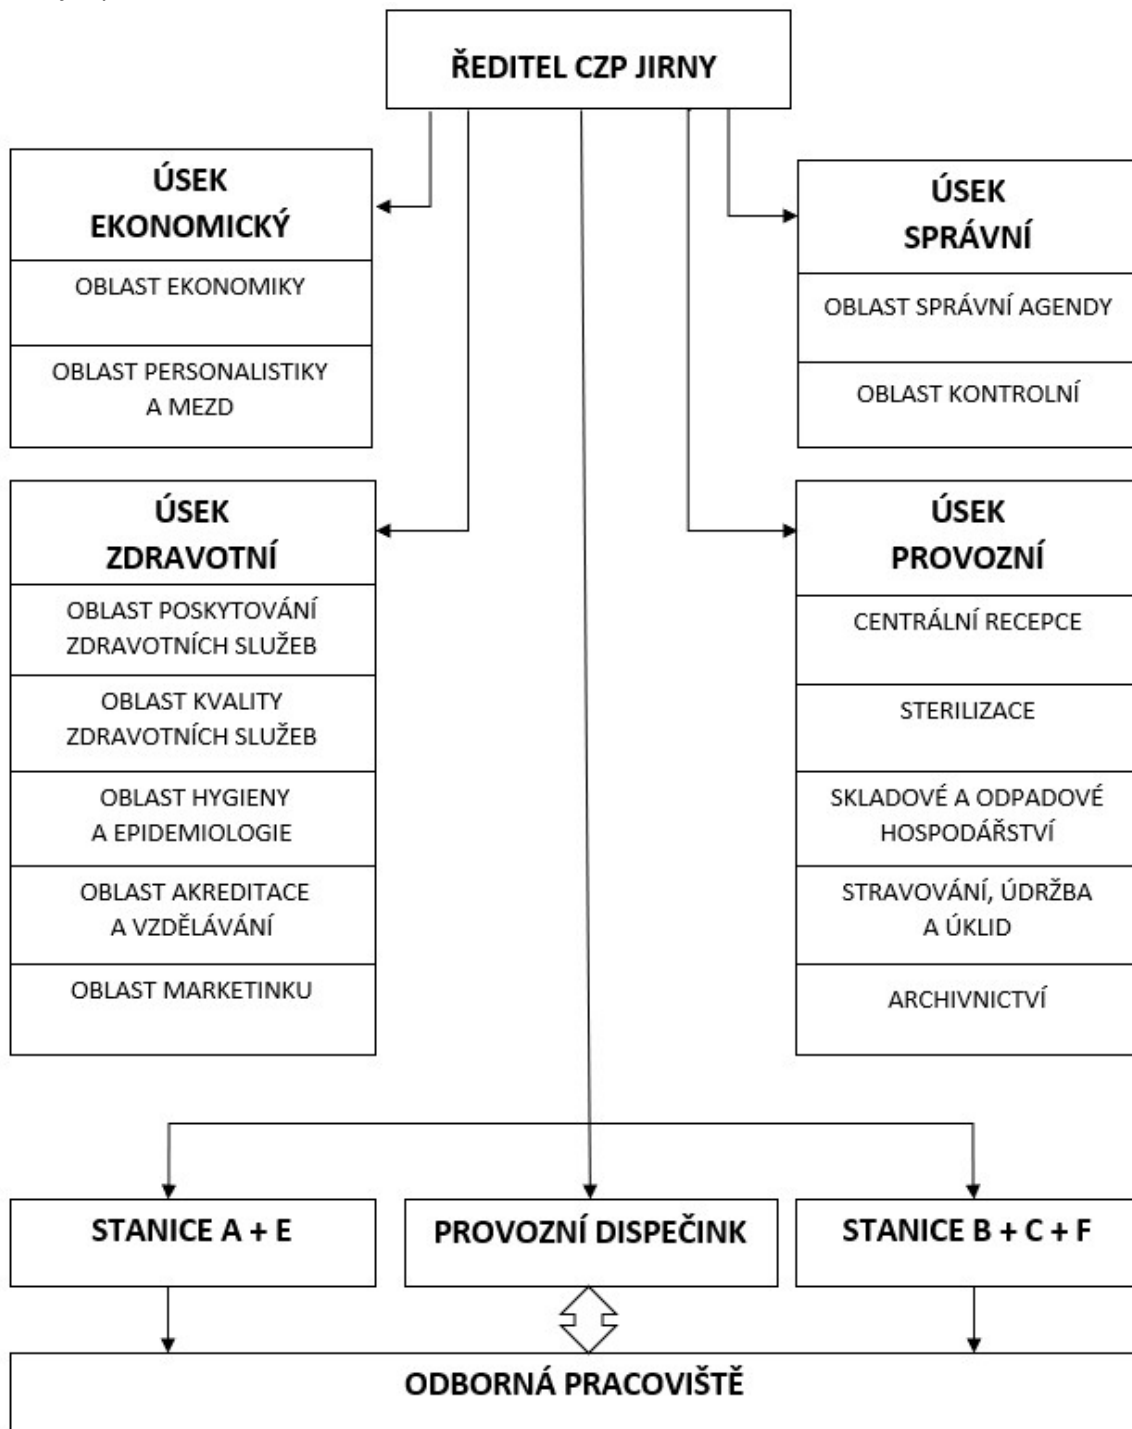 ŘEDITEL CZP JIRNY
ÚSEK
EKONOMICKÝ
OBLAST EKONOMIKY
OBLAST PERSONALISTIKY
A MEZD
ÚSEK
SPRÁVNÍ
OBLAST SPRÁVNÍ AGENDY
OBLAST KONTROLNÍ
ÚSEK
ZDRAVOTNÍ
OBLAST POSKYTOVÁNÍ
ZDRAVOTNÍCH SLUŽEB
OBLAST KVALITY
ZDRAVOTNÍCH SLUŽEB
OBLAST HYGIENY
A EPIDEMIOLOGIE
OBLAST AKREDITACE
A VZDĚLÁVÁNÍ
OBLAST MARKETINKU
ÚSEK
PROVOZNÍ
CENTRÁLNÍ RECEPCE
STERILIZACE
SKLADOVÉ A ODPADOVÉ
HOSPODÁŘSTVÍ
STRAVOVÁNÍ, ÚDRŽBA
A ÚKLID
ARCHIVNICTVÍ
STANICE A + E
PROVOZNÍ DISPEČINK
STANICE B + C + F
ODBORNÁ PRACOVIŠTĚ